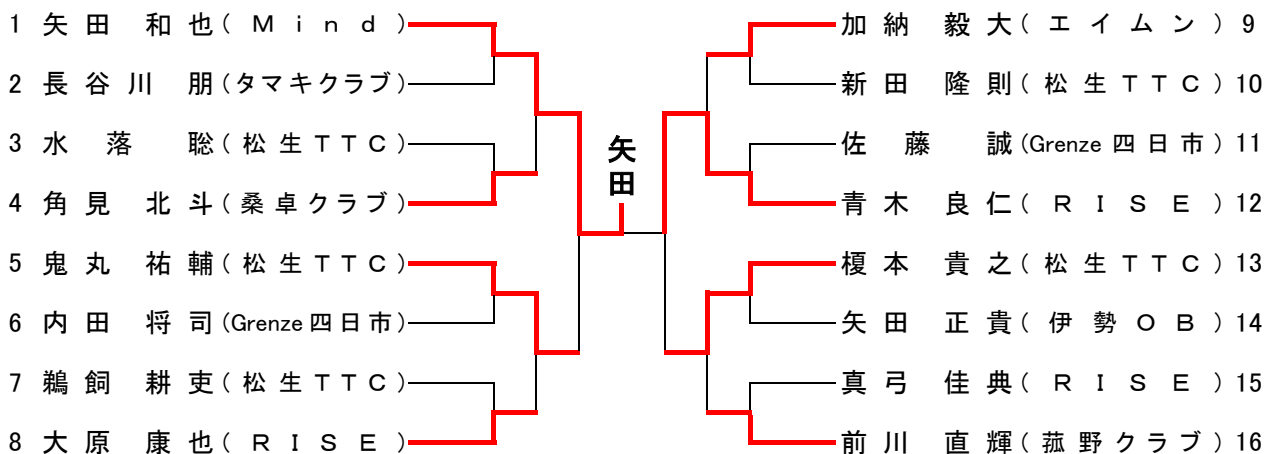 1 矢田 和也(Mind)
2 長谷川 朋(タマキクラブ)
3 水落 聡(松生TTC)
4 角見 北斗(桑卓クラブ)
5 鬼丸 祐輔(松生TTC)
6 内田 将司(Grenze四日市)
7 鵜飼 耕吏(松生TTC)
8 大原 康也(RISE)
矢田
加納 毅大(エイムン) 9
新田 隆則(松生TTC) 10
佐藤 誠(Grenze四日市) 11
青木 良仁(RISE) 12
榎本 貴之(松生TTC) 13
矢田 正貴(伊勢OB) 14
真弓 佳典(RISE) 15
前川 直輝(菰野クラブ) 16